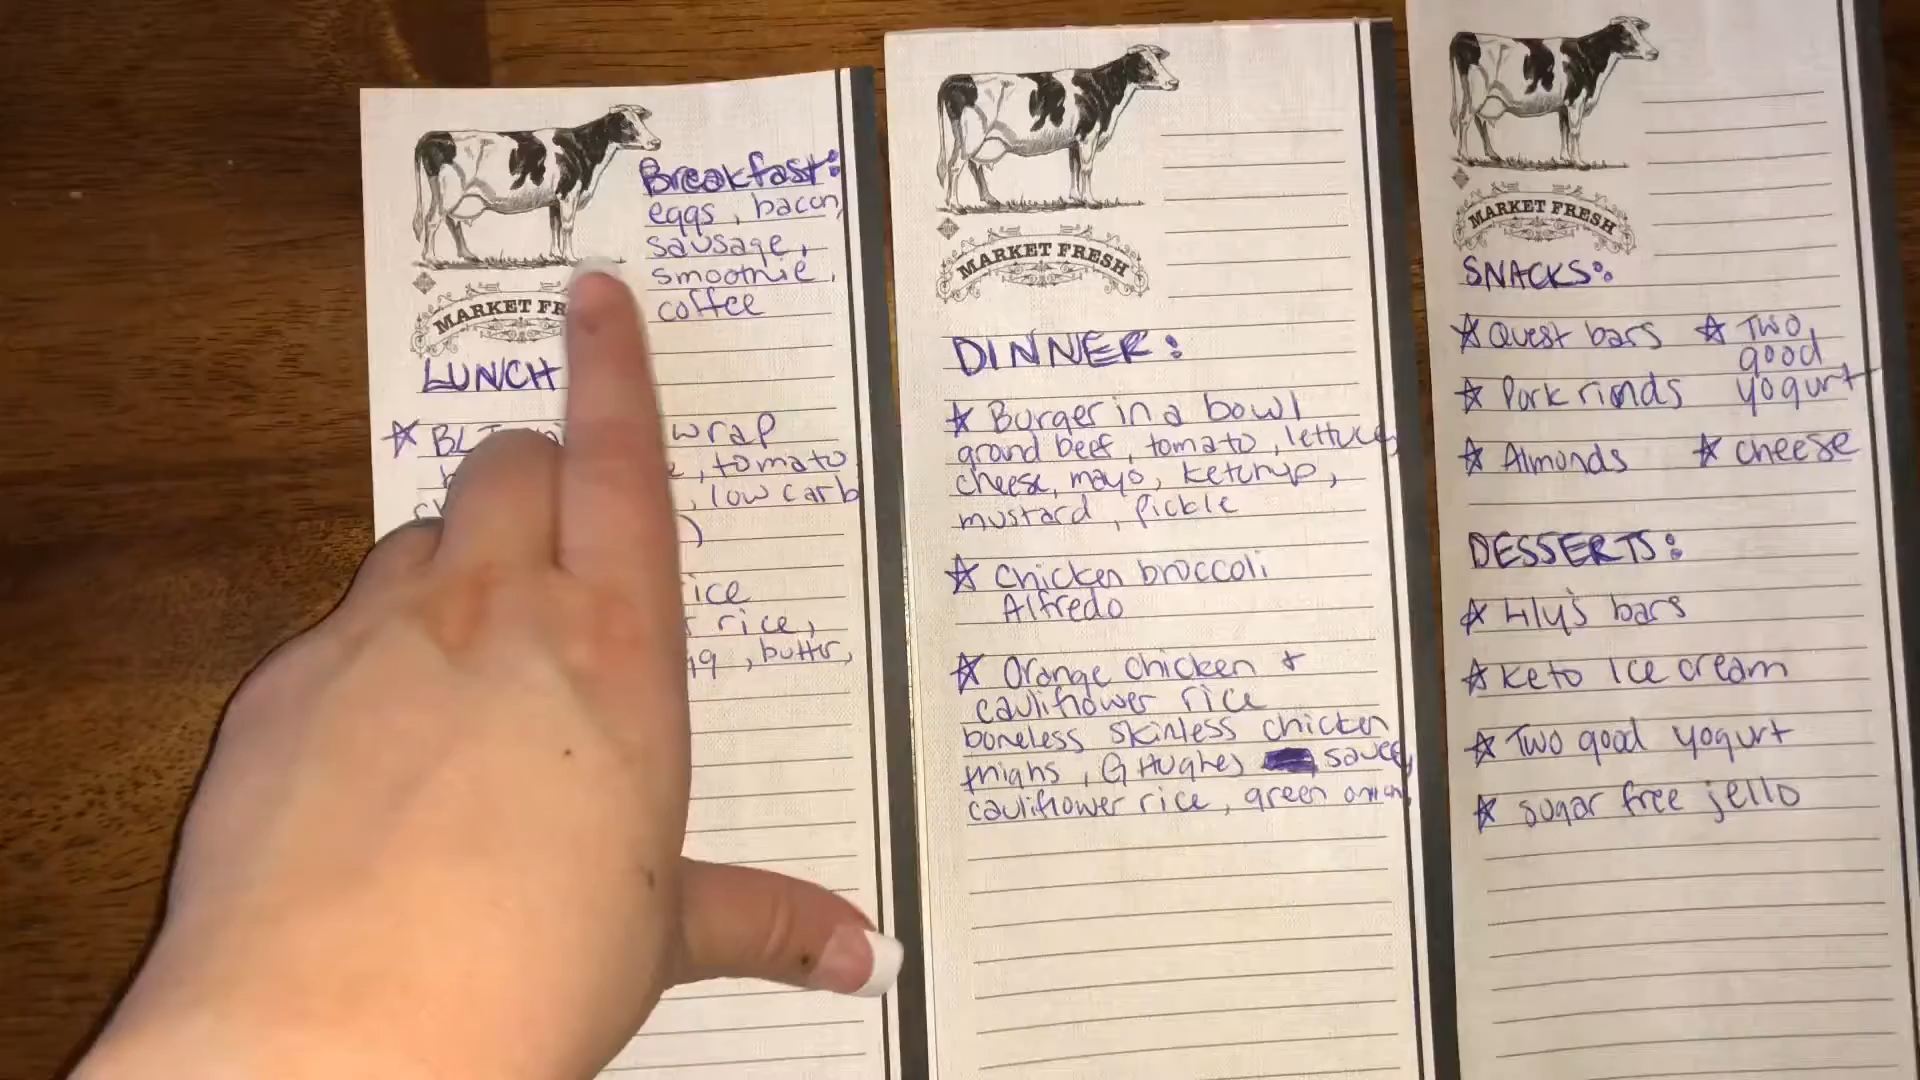 Breakfast:
eggs, bacon,
sausage,
smoothie,
coffee
MARKET
LUNCH
☆ wrap
, tomato
, low carb
)
rice,
, butter,
MARKET FRESH
DINNER:
☆ Burger in a bowl
grond beef, tomato, lettuce,
cheese, mayo, ketchup,
mustard, Pickle
☆ Chicken broccoli
Alfredo
☆ Orange chicken +
cauliflower rice
boneless skinless chicken
thighs, G Hughes sauce,
cauliflower rice, green onion,
MARKET FRESH
SNACKS:
☆ Quest bars ☆ Two
good
☆ Pork rinds yogurt
☆ Almonds ☆ cheese
DESSERTS:
☆ Lily's bars
☆ Keto Ice cream
☆ Two good yogurt
☆ sugar free jello